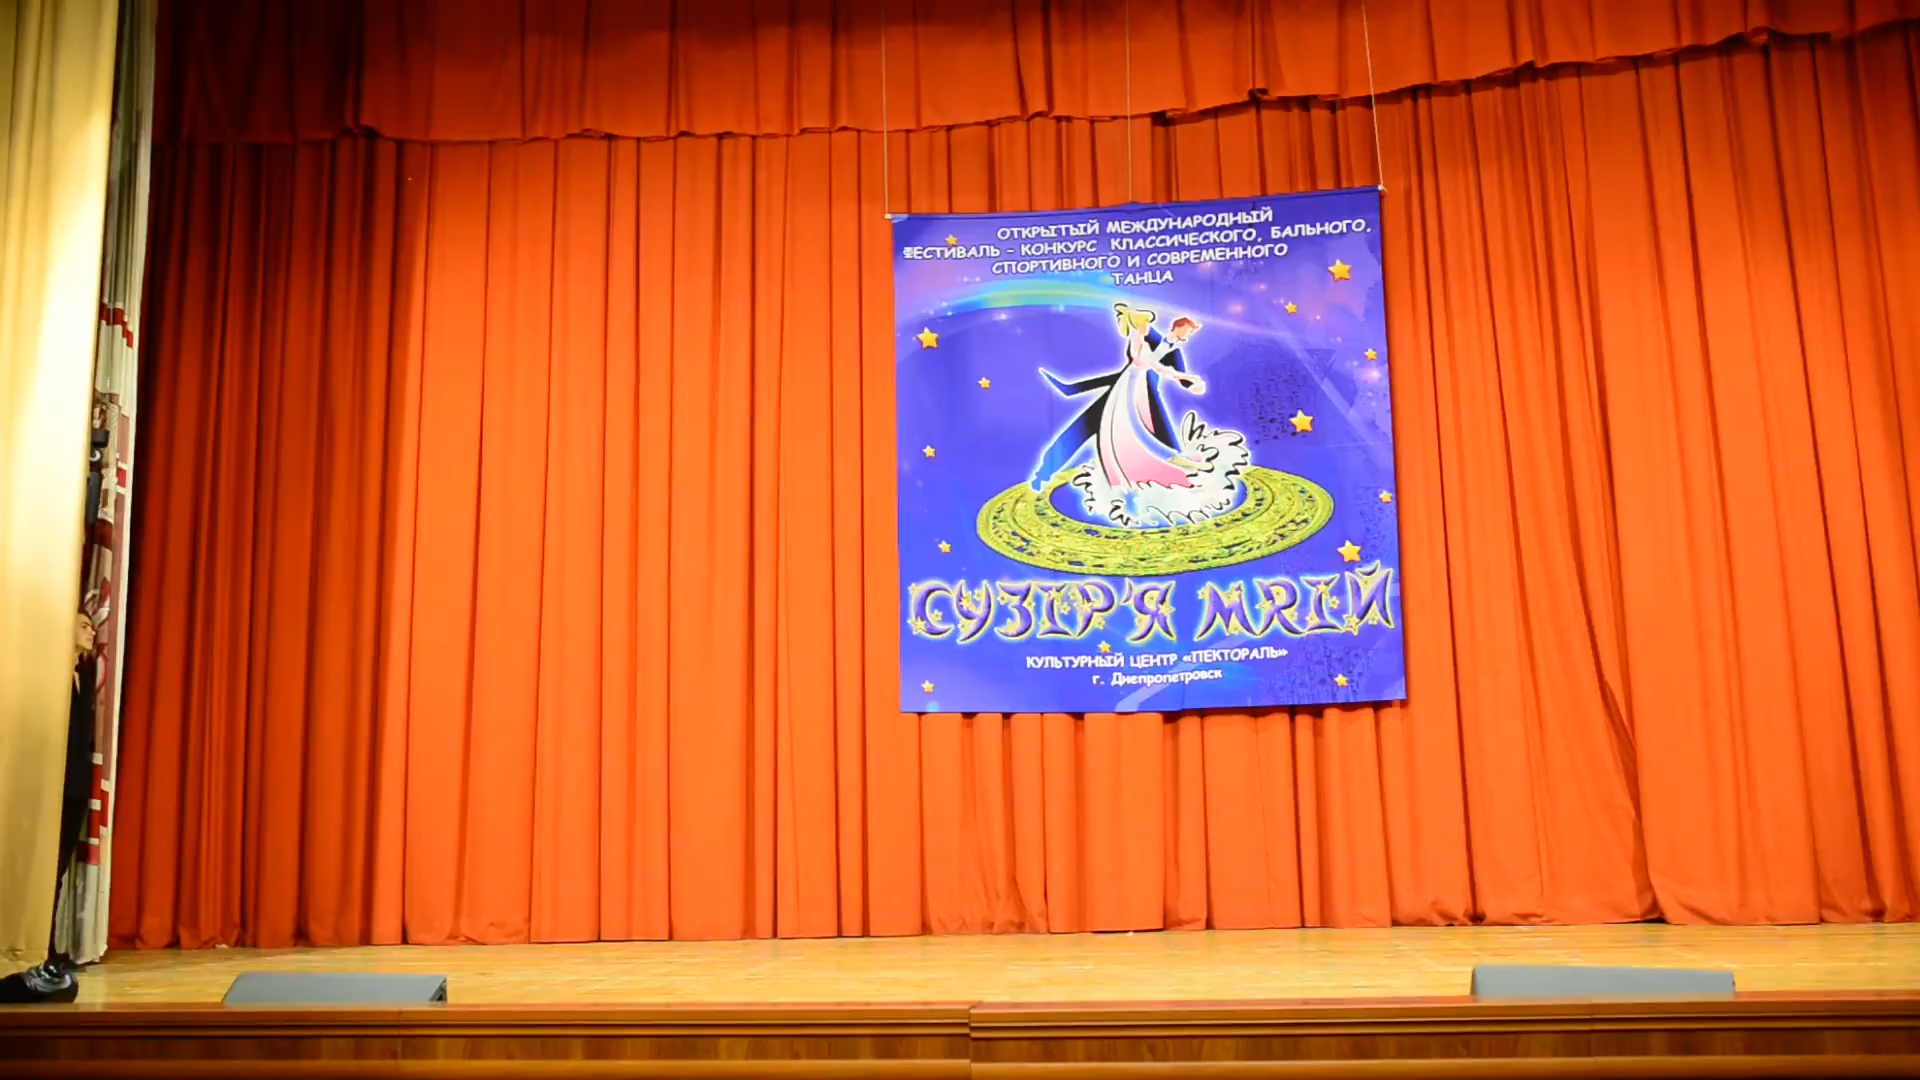 ОТКРЫТЫЙ МЕЖДУНАРОДНЫЙ
ФЕСТИВАЛЬ - КОНКУРС КЛАССИЧЕСКОГО, БАЛЬНОГО,
СПОРТИВНОГО И СОВРЕМЕННОГО
ТАНЦА
СУЗІР'Я МРІЙ
КУЛЬТУРНЫЙ ЦЕНТР «ПЕКТОРАЛЬ»
г. Днепропетровск